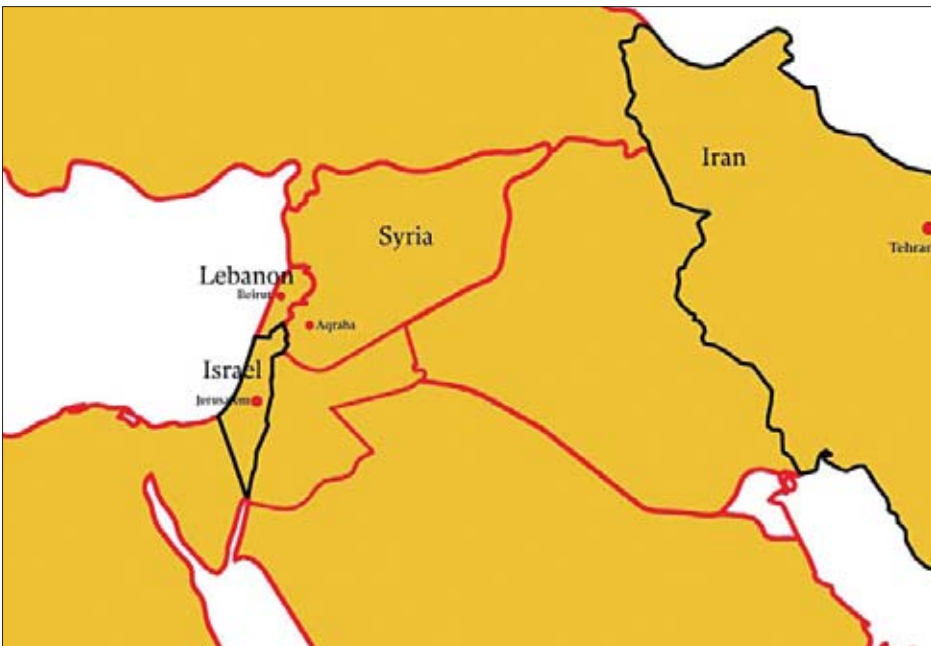 Iran
Syria
Tehran
Lebanon
Beirut
Aqraba
Israel
Jerusalem